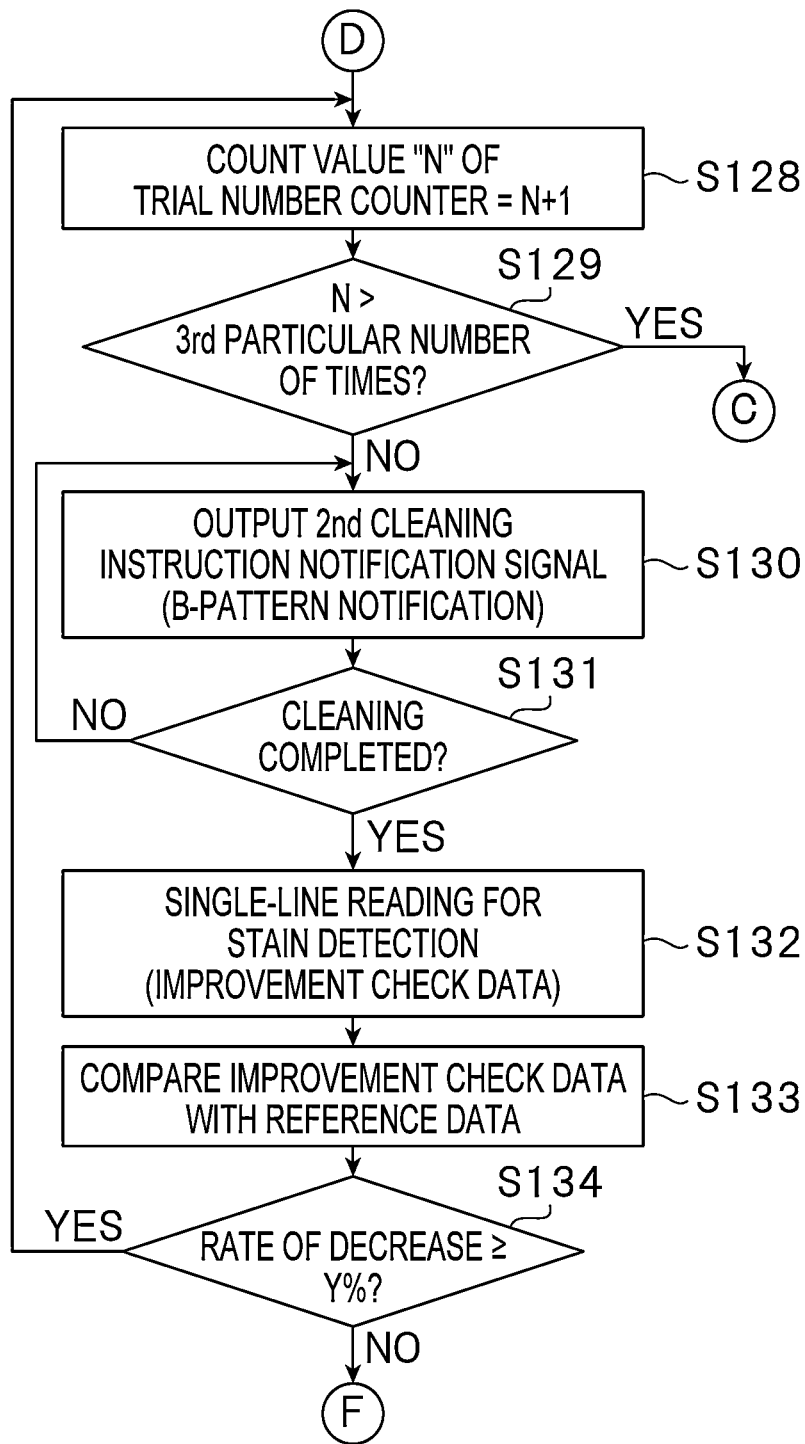 D
COUNT VALUE "N" OF
TRIAL NUMBER COUNTER = N+1
S128
S129
N >
3rd PARTICULAR NUMBER
OF TIMES?
YES
C
NO
OUTPUT 2nd CLEANING
INSTRUCTION NOTIFICATION SIGNAL
(B-PATTERN NOTIFICATION)
S130
S131
NO
CLEANING
COMPLETED?
YES
SINGLE-LINE READING FOR
STAIN DETECTION
(IMPROVEMENT CHECK DATA)
S132
COMPARE IMPROVEMENT CHECK DATA
WITH REFERENCE DATA
S133
S134
YES
RATE OF DECREASE ≥
Y%?
NO
F